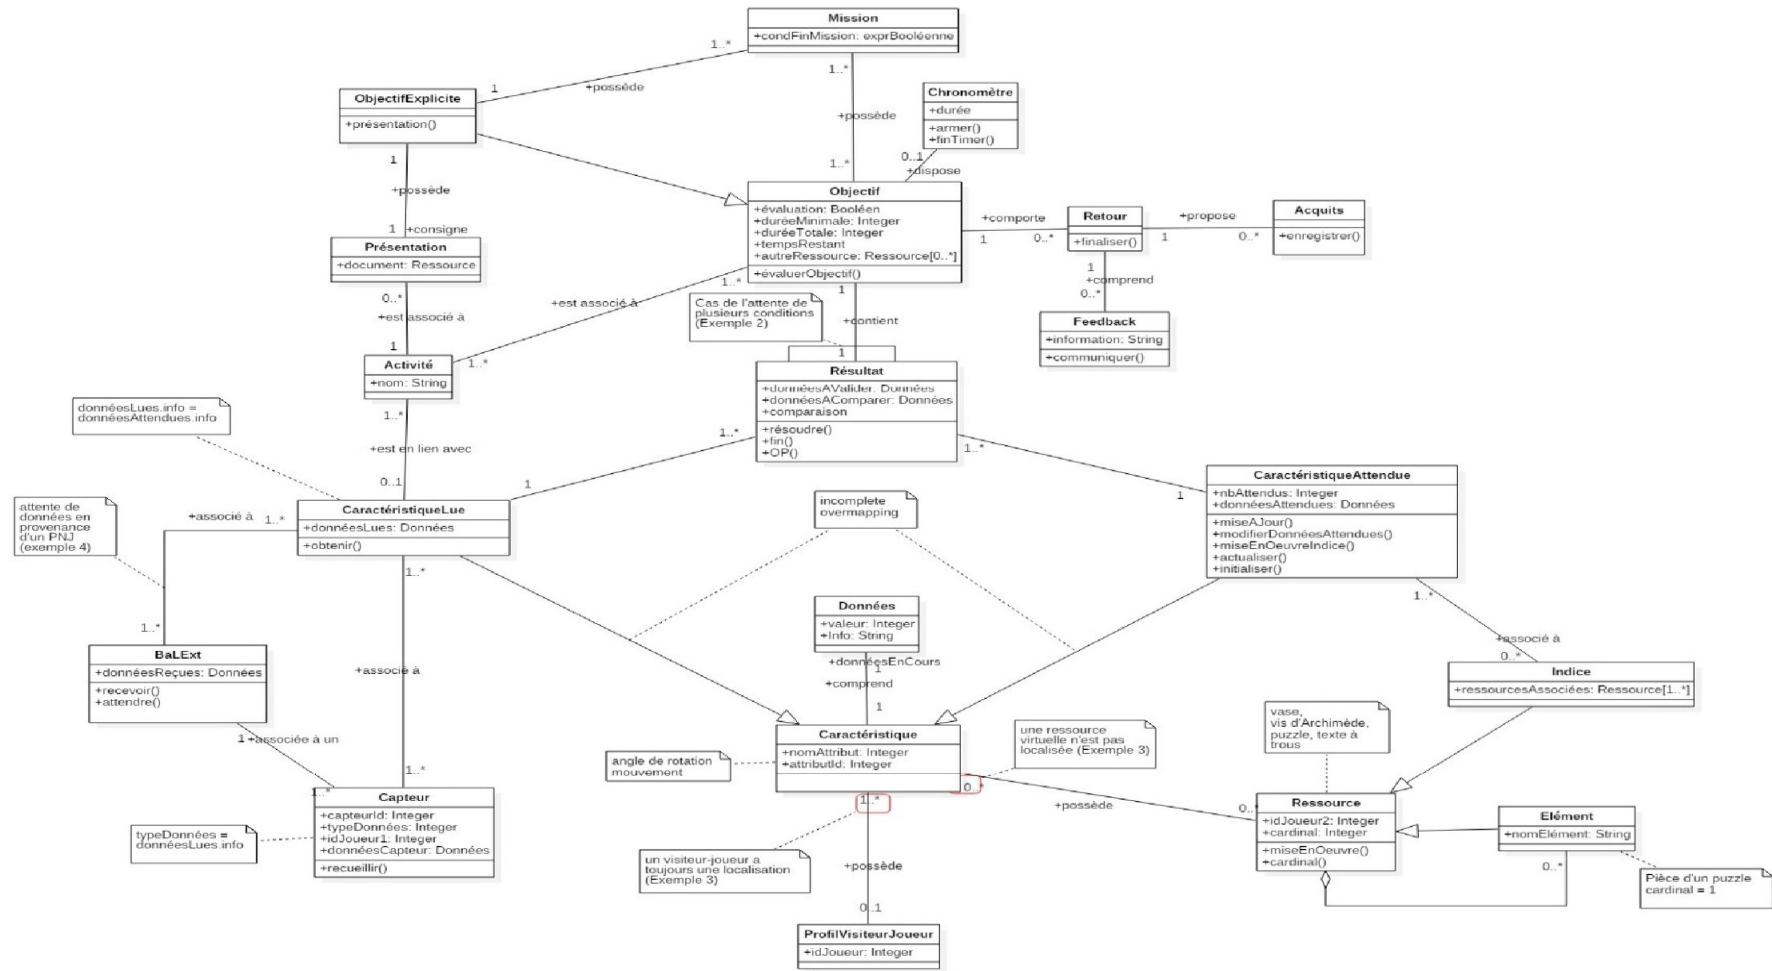 Mission
+condFinMission: exprBooléenne
1..*
1
+possède
1..*
+possède
1..*
ObjectifExplicite
+présentation()
Chronomètre
+durée
+armer()
+finTimer()
0..1
+dispose
1
+possède
1
+consigne
Objectif
+évaluation: Booléen
+duréeMinimale: Integer
+duréeTotale: Integer
+tempsRestant
+autreRessource: Ressource[0..*]
+évaluerObjectif()
+comporte
1
0..*
Retour
+finaliser()
+propose
1
0..*
Acquits
+enregistrer()
1
+comprend
0..*
Feedback
+information: String
+communiquer()
Présentation
+document: Ressource
0..*
+est associé à
1
1..*
+est associé à
1..*
Cas de l'attente de
plusieurs conditions
(Exemple 2)
1
+contient
1
Activité
+nom: String
Résultat
+donnéesAValider: Données
+donnéesAComparer: Données
+comparaison
+résoudre()
+fin()
+OP()
donnéesLues.info =
donnéesAttendues.info
1..*
+est en lien avec
0..1
1..*
1
1..*
1
CaractéristiqueAttendue
+nbAttendus: Integer
+donnéesAttendues: Données
+miseAJour()
+modifierDonnéesAttendues()
+miseEnOeuvreIndice()
+actualiser()
+initialiser()
attente de
données en
provenance
d'un PNJ
(exemple 4)
+associé à
1..*
CaractéristiqueLue
+donnéesLues: Données
+obtenir()
incomplete
overmapping
1..*
1..*
+associé à
1..*
Données
+valeur: Integer
+Info: String
+donnéesEnCours
1
+comprend
1
1..*
+associé à
0..*
Indice
+ressourcesAssociées: Ressource[1..*]
BaLExt
+donnéesReçues: Données
+recevoir()
+attendre()
1
+associée à un
1..*
Caractéristique
+nomAttribut: Integer
+attributId: Integer
angle de rotation
mouvement
une ressource
virtuelle n'est pas
localisée (Exemple 3)
vase,
vis d'Archimède,
puzzle, texte à
trous
0..*
+possède
0..
Capteur
+capteurId: Integer
+typeDonnées: Integer
+idJoueur1: Integer
+donnéesCapteur: Données
+recueillir()
typeDonnées =
donnéesLues.info
1..*
+possède
0..1
un visiteur-joueur a
toujours une localisation
(Exemple 3)
Ressource
+idJoueur2: Integer
+cardinal: Integer
+miseEnOeuvre()
+cardinal()
Elément
+nomElément: String
0..*
Pièce d'un puzzle
cardinal = 1
ProfilVisiteurJoueur
+idJoueur: Integer